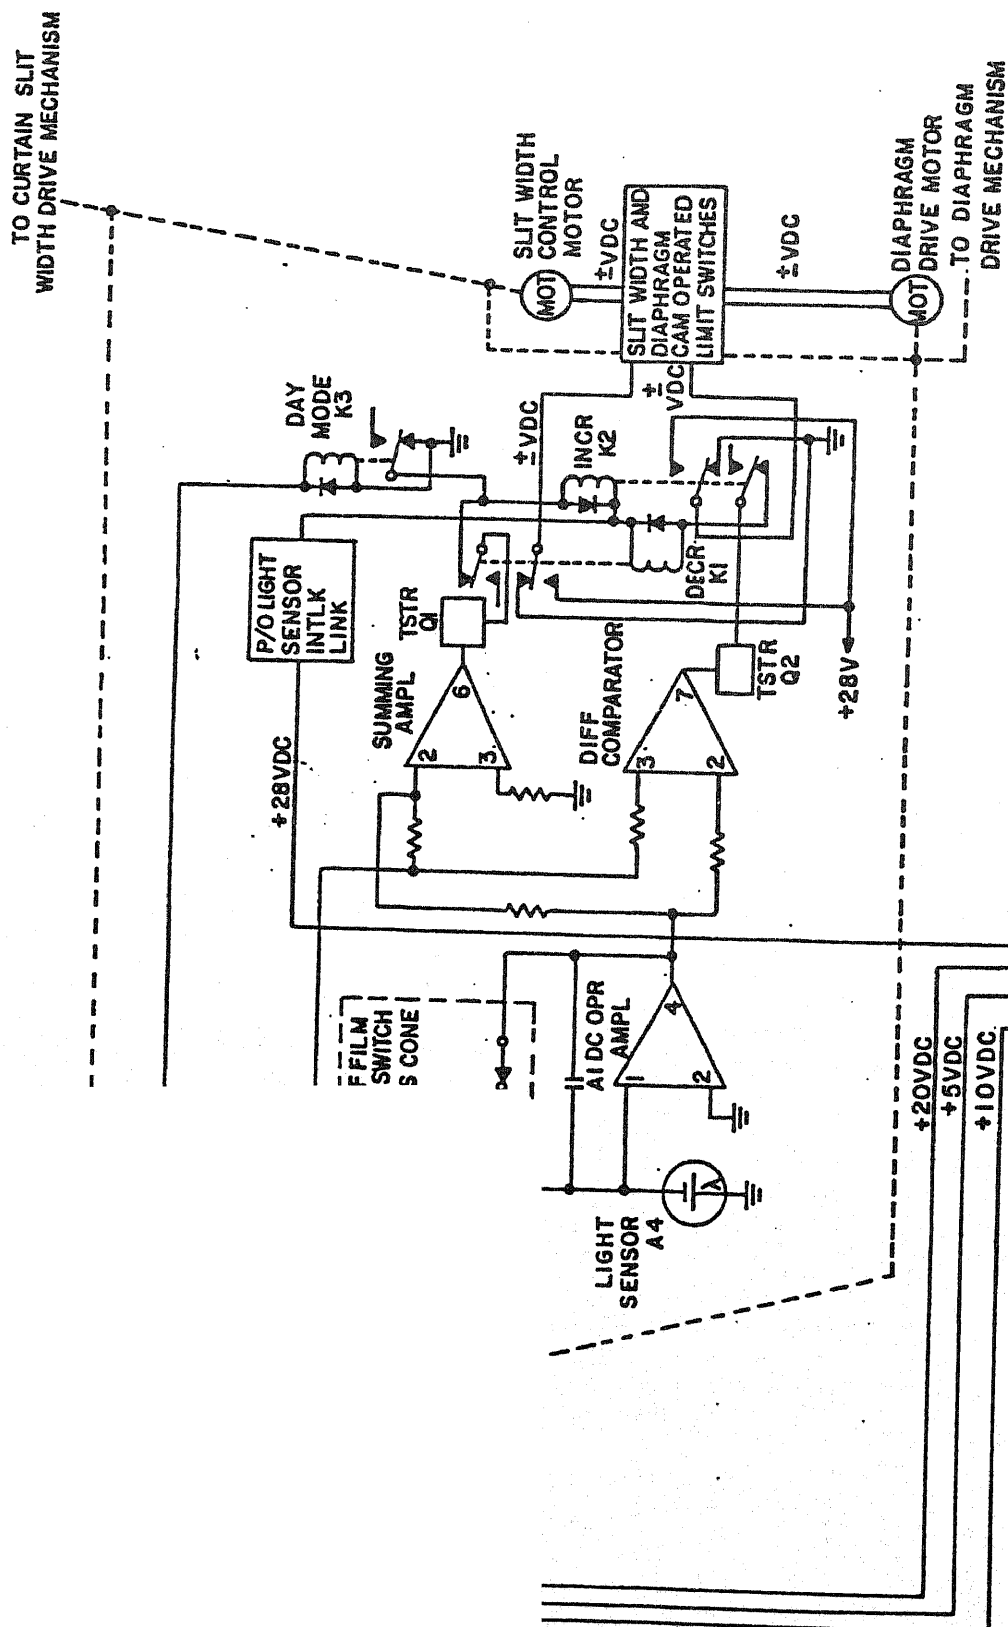 TO CURTAIN SLIT
WIDTH DRIVE MECHANISM
SLIT WIDTH
CONTROL
MOTOR
MOT
±VDC
SLIT WIDTH AND
DIAPHRAGM
CAM OPERATED
LIMIT SWITCHES
±VDC
DIAPHRAGM
DRIVE MOTOR
MOT
TO DIAPHRAGM
DRIVE MECHANISM
DAY
MODE
K3
±VDC
±
VDC
INCR
K2
DECR
K1
P/O LIGHT
SENSOR
INTLK
LINK
TSTR
Q1
SUMMING
AMPL
2
3
6
DIFF
COMPARATOR
3
2
7
TSTR
Q2
+28V
+28VDC
F FILM
SWITCH
S CONE
A1 DC OPR
AMPL
1
2
4
LIGHT
SENSOR
A4
λ
+20VDC
+5VDC
+10VDC